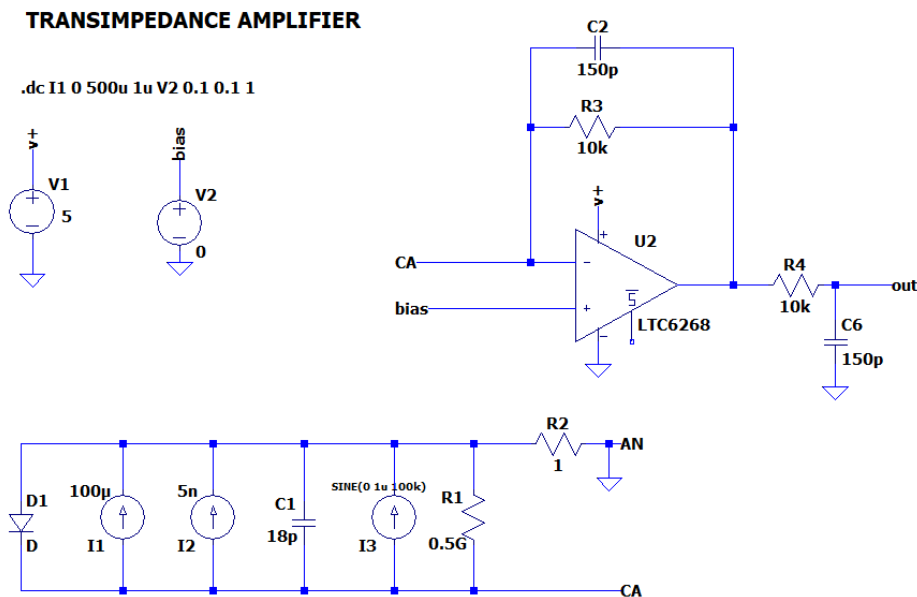 TRANSIMPEDANCE AMPLIFIER
.dc I1 0 500u 1u V2 0.1 0.1 1
v+
V1
5
bias
V2
0
C2
150p
R3
10k
v+
U2
CA
bias
S
LTC6268
R4
10k
out
C6
150p
D1
D
100µ
I1
5n
I2
C1
18p
SINE(0 1u 100k)
I3
R1
0.5G
R2
1
AN
CA